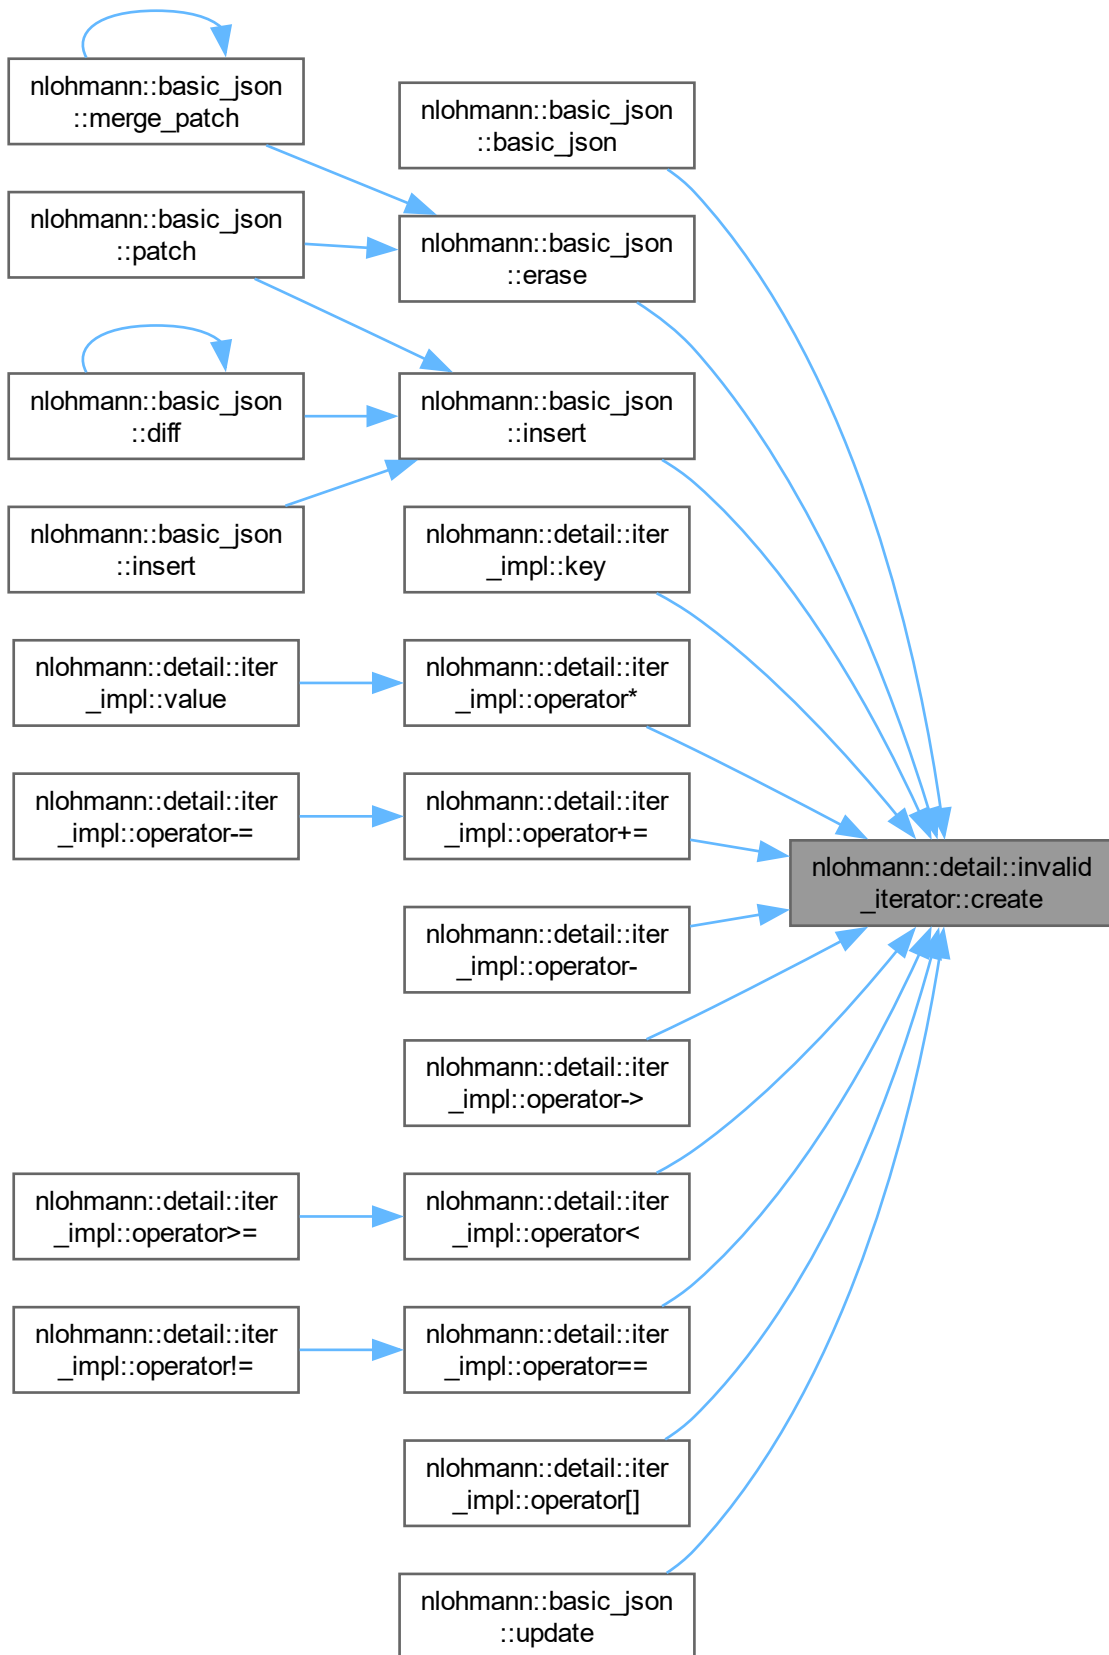 nlohmann::basic_json
::merge_patch
nlohmann::basic_json
::patch
nlohmann::basic_json
::diff
nlohmann::basic_json
::insert
nlohmann::detail::iter
_impl::value
nlohmann::detail::iter
_impl::operator-=
nlohmann::detail::iter
_impl::operator>=
nlohmann::detail::iter
_impl::operator!=
nlohmann::basic_json
::basic_json
nlohmann::basic_json
::erase
nlohmann::basic_json
::insert
nlohmann::detail::iter
_impl::key
nlohmann::detail::iter
_impl::operator*
nlohmann::detail::iter
_impl::operator+=
nlohmann::detail::iter
_impl::operator-
nlohmann::detail::iter
_impl::operator->
nlohmann::detail::iter
_impl::operator<
nlohmann::detail::iter
_impl::operator==
nlohmann::detail::iter
_impl::operator[]
nlohmann::basic_json
::update
nlohmann::detail::invalid
_iterator::create